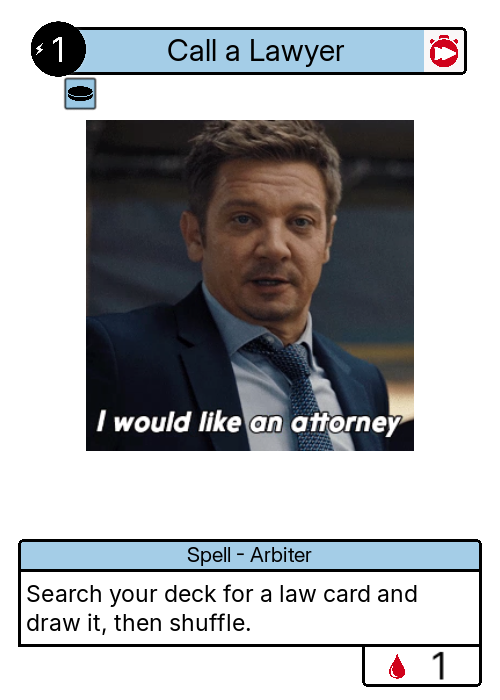 1
Call a Lawyer
I would like an attorney
Spell - Arbiter
Search your deck for a law card and
draw it, then shuffle.
1